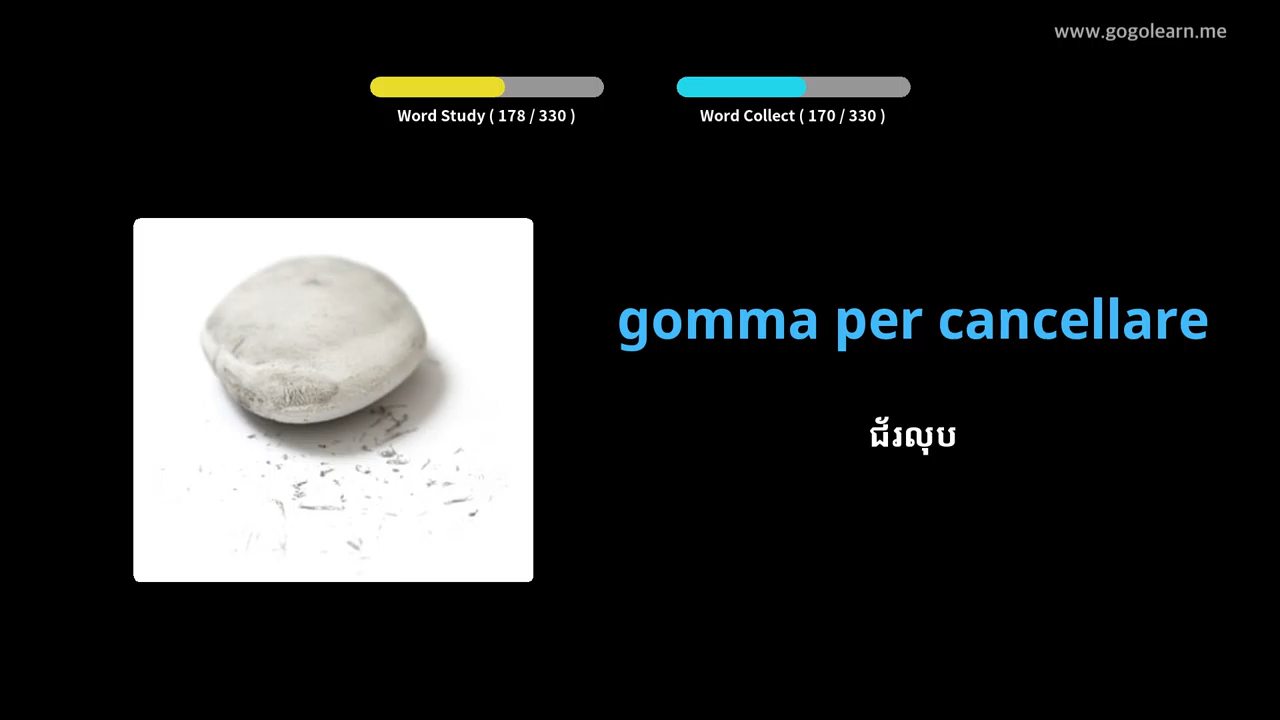 www.gogolearn.me
Word Study ( 178 / 330 )
Word Collect ( 170 / 330 )
gomma per cancellare
ជ័រលុប